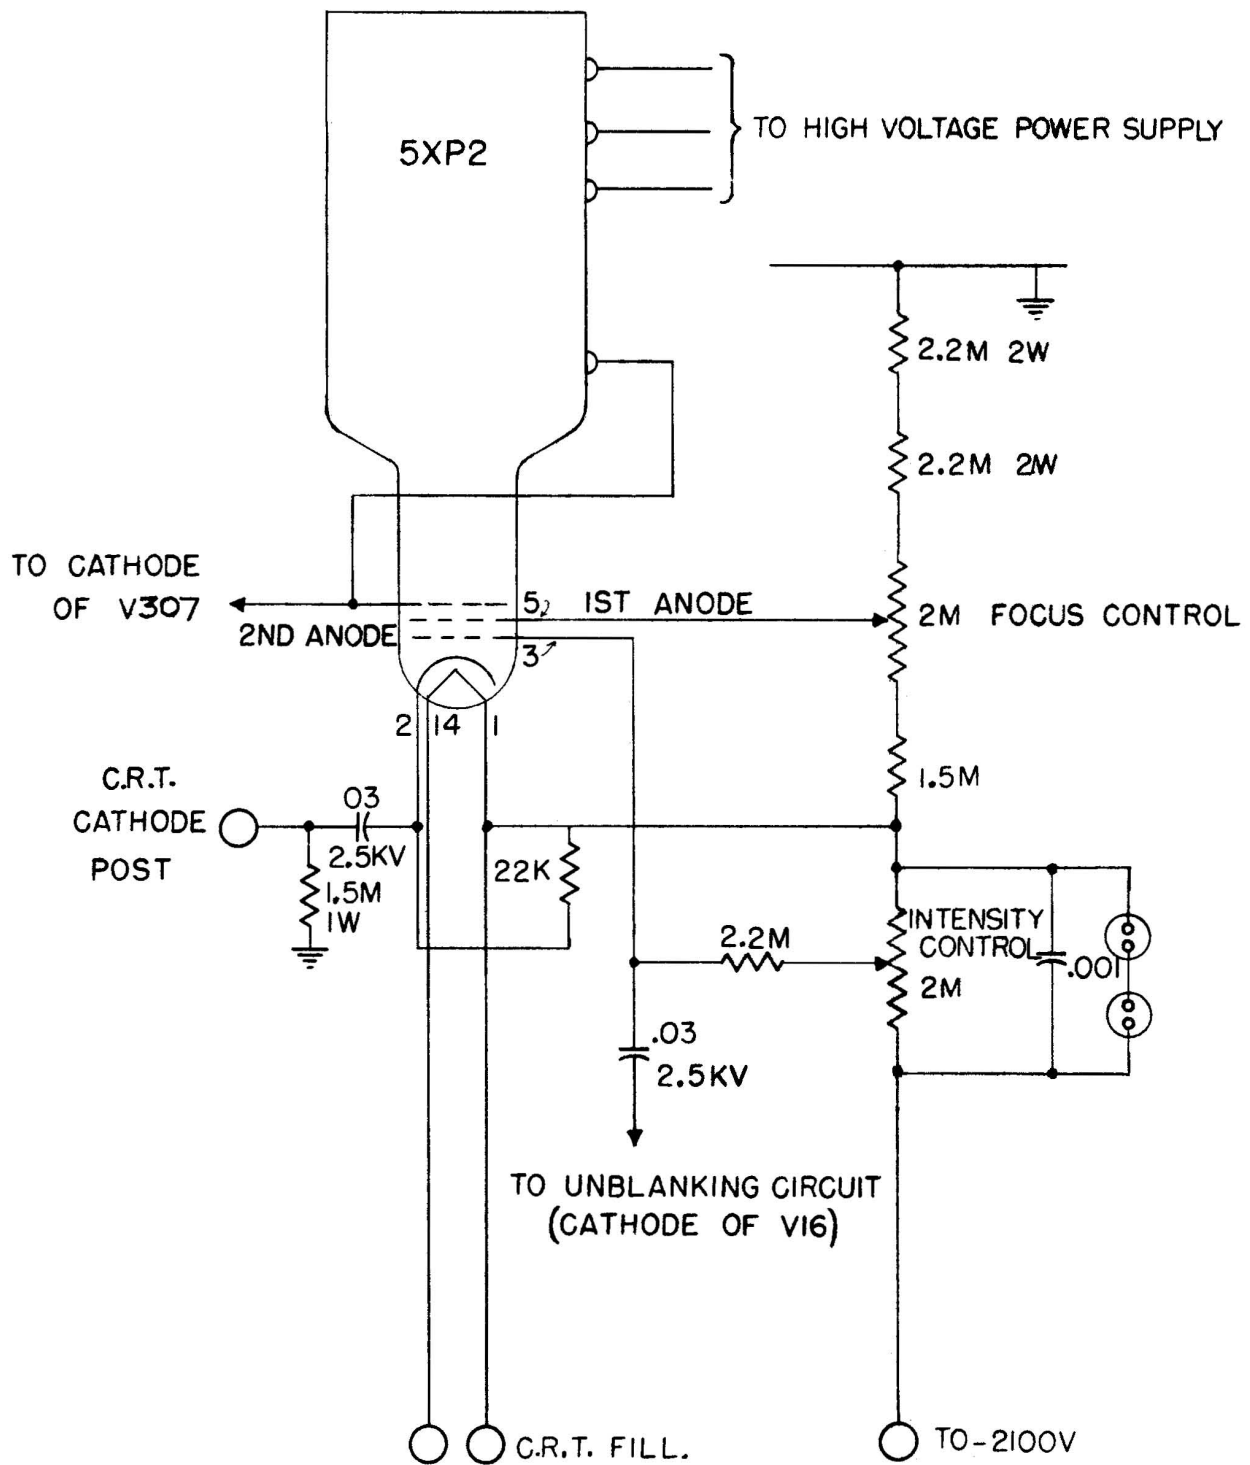 5XP2
TO HIGH VOLTAGE POWER SUPPLY
2.2M 2W
2.2M 2W
TO CATHODE
OF V307
2ND ANODE
5
1ST ANODE
3
2M FOCUS CONTROL
2
14
1
1.5M
C.R.T.
CATHODE
POST
03
2.5KV
1.5M
1W
22K
2.2M
INTENSITY
CONTROL
2M
.001
.03
2.5KV
TO UNBLANKING CIRCUIT
(CATHODE OF V16)
C.R.T. FILL.
TO-2100V